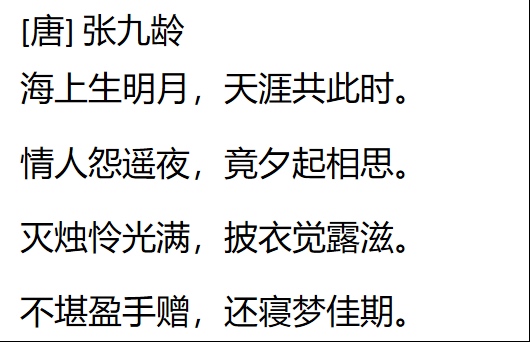 [唐] 张九龄
海上生明月，天涯共此时。
情人怨遥夜，竟夕起相思。
灭烛怜光满，披衣觉露滋。
不堪盈手赠，还寝梦佳期。